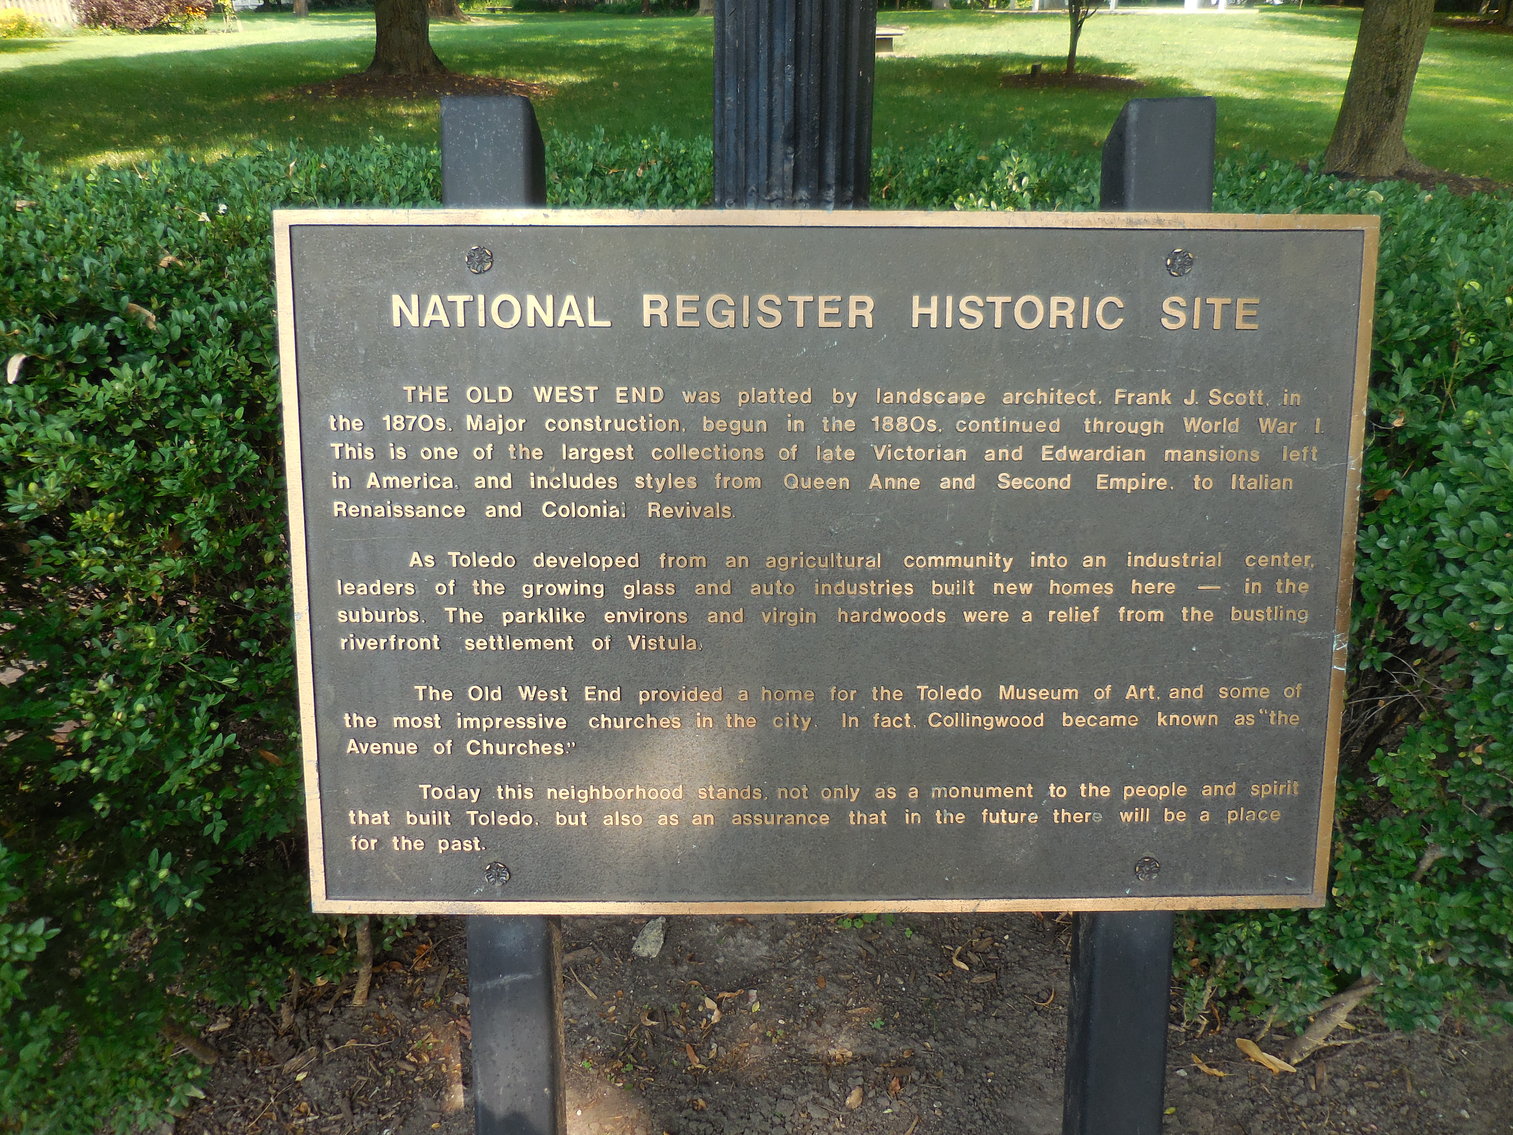 NATIONAL REGISTER HISTORIC SITE
THE OLD WEST END was platted by landscape architect, Frank J. Scott, in
the 1870s. Major construction, begun in the 1880s, continued through World War I.
This is one of the largest collections of late Victorian and Edwardian mansions left
in America, and includes styles from Queen Anne and Second Empire, to Italian
Renaissance and Colonial Revivals.
As Toledo developed from an agricultural community into an industrial center,
leaders of the growing glass and auto industries built new homes here — in the
suburbs. The parklike environs and virgin hardwoods were a relief from the bustling
riverfront settlement of Vistula.
The Old West End provided a home for the Toledo Museum of Art, and some of
the most impressive churches in the city. In fact, Collingwood became known as "the
Avenue of Churches."
Today this neighborhood stands, not only as a monument to the people and spirit
that built Toledo, but also as an assurance that in the future there will be a place
for the past.